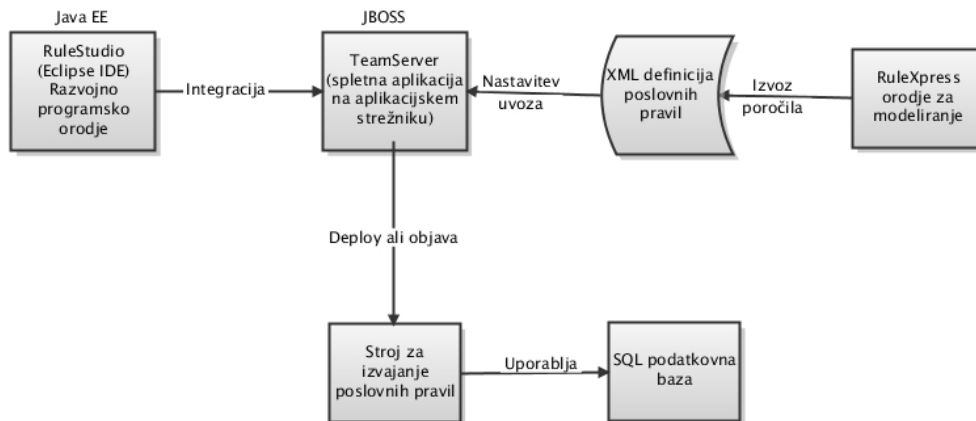 Java EE
JBOSS
RuleStudio
(Eclipse IDE)
Razvojno
programsko
orodje
Integracija
TeamServer
(spletna aplikacija
na aplikacijskem
strežniku)
Nastavitev
uvoza
XML definicija
poslovnih
pravil
Izvoz
poročila
RuleXpress
orodje za
modeliranje
Deploy ali objava
Stroj za
izvajanje
poslovnih pravil
Uporablja
SQL podatkovna
baza